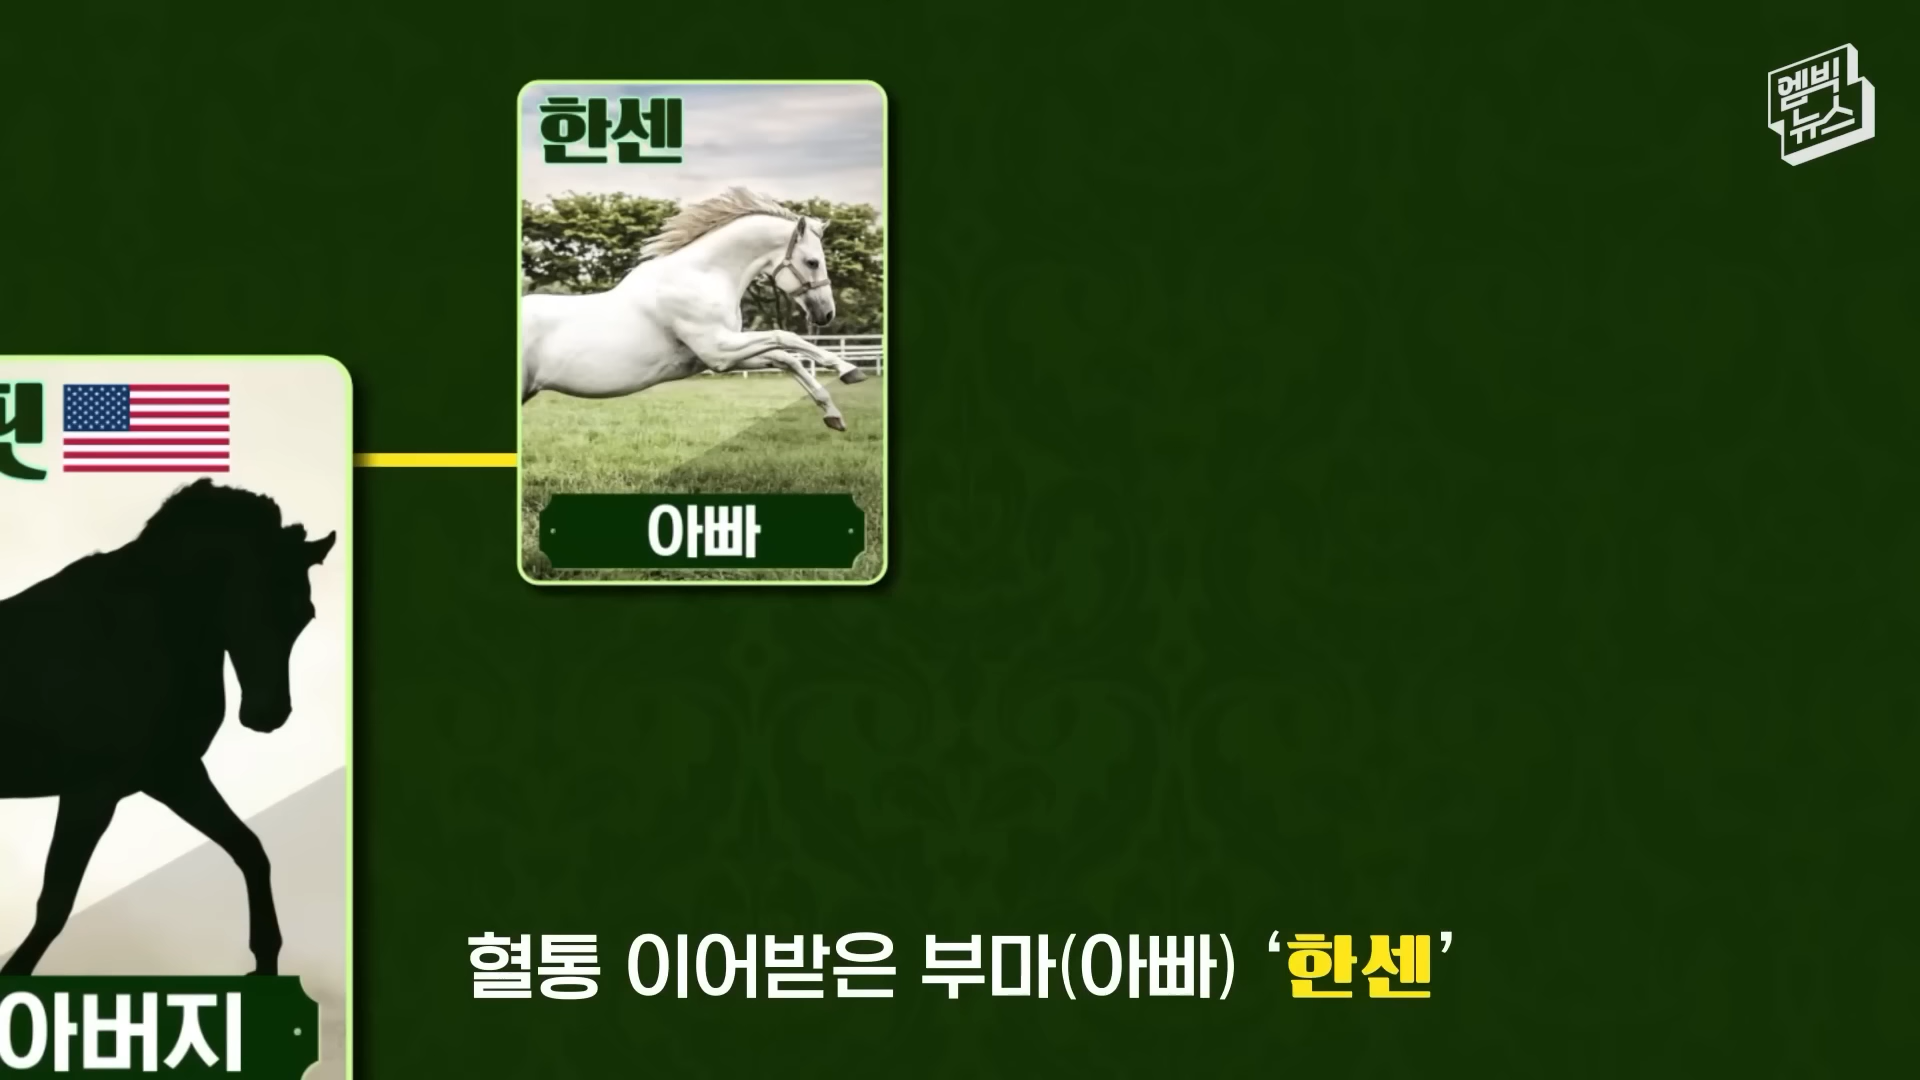 엠빅
뉴스
한센
아빠
핏
아버지
혈통 이어받은 부마(아빠) ‘한센’